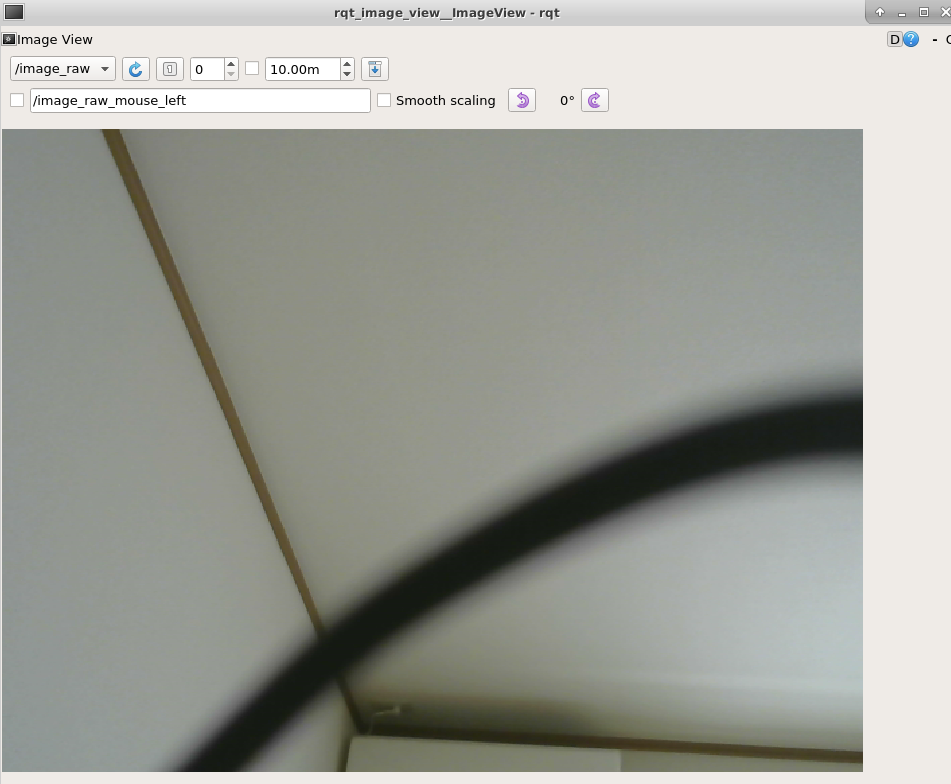 rqt_image_view__ImageView - rqt
Image View
D
-
/image_raw
0
10.00m
/image_raw_mouse_left
Smooth scaling
0°